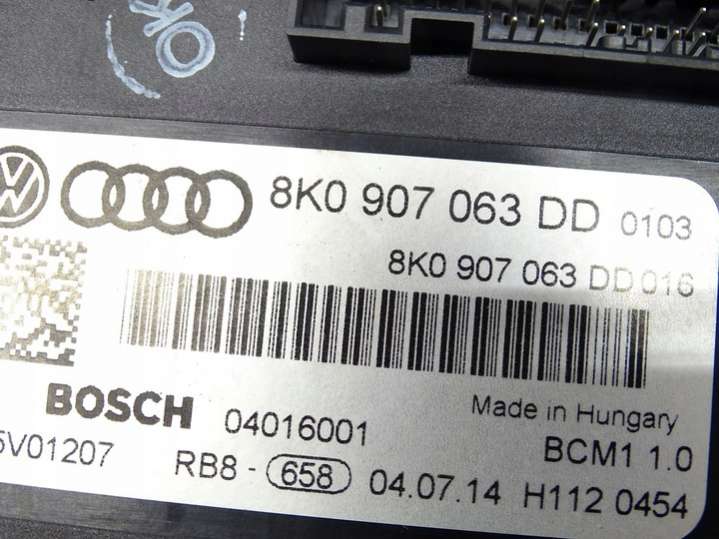 OK
8K0 907 063 DD 0103
8K0 907 063 DD 016
BOSCH 04016001 Made in Hungary
5V01207 RB8 - 658 04.07.14 BCM1 1.0
H112 0454